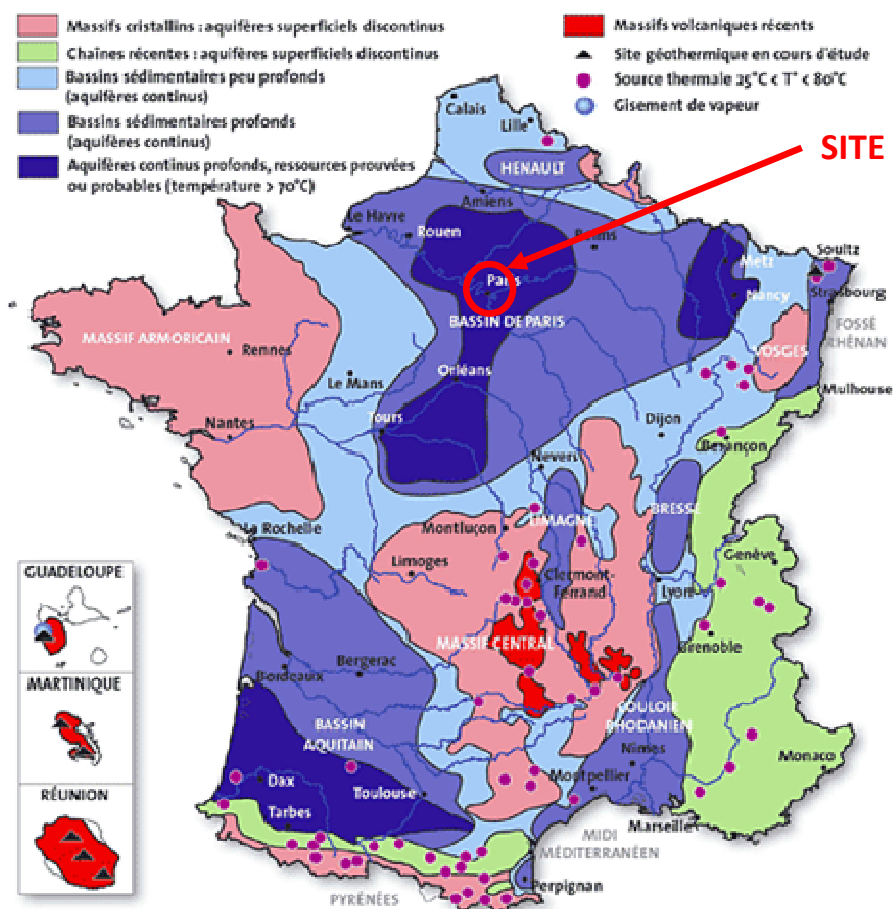 Massifs cristallins : aquifères superficiels discontinus
Chaînes récentes : aquifères superficiels discontinus
Bassins sédimentaires peu profonds
(aquifères continus)
Bassins sédimentaires profonds
(aquifères continus)
Aquifères continus profonds, ressources prouvées
ou probables (température > 70°C)
Massifs volcaniques récents
Site géothermique en cours d'étude
Source thermale 25°C < T° < 80°C
Gisement de vapeur
SITE
Calais
Lille
HENAULT
Amiens
Le Havre
Rouen
Reims
Metz
Soultz
Paris
Nancy
Strasbourg
BASSIN DE PARIS
FOSSÉ
RHÉNAN
MASSIF ARMORICAIN
Rennes
VOSGES
Orléans
Le Mans
Mulhouse
Tours
Nantes
Dijon
Besançon
Nevers
La Rochelle
Montluçon
LIMAGNE
BRESSE
Limoges
Genève
Clermont-
Ferrand
Lyon
GUADELOUPE
MASSIF CENTRAL
Grenoble
Bergerac
Bordeaux
MARTINIQUE
COULOIR
RHODANIEN
BASSIN
AQUITAIN
Nimes
Monaco
Dax
Toulouse
Montpellier
RÉUNION
Tarbes
Marseille
MIDI
MÉDITERRANÉEN
PYRÉNÉES
Perpignan